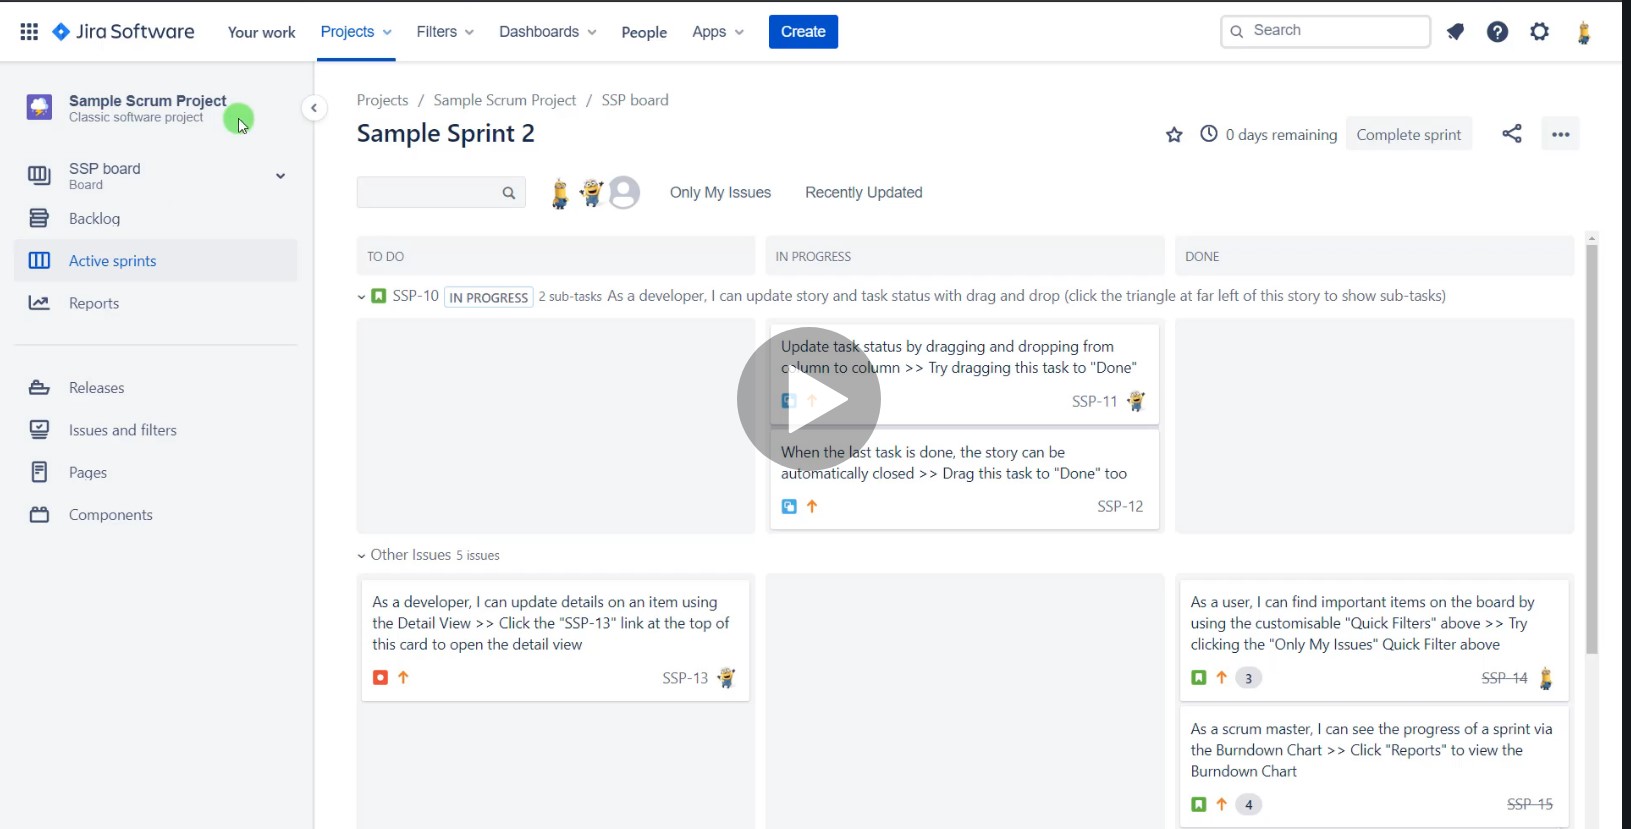 Jira Software
Your work
Projects
Filters
Dashboards
People
Apps
Create
Search
Sample Scrum Project
Classic software project
SSP board
Board
Backlog
Active sprints
Reports
Releases
Issues and filters
Pages
Components
Projects / Sample Scrum Project / SSP board
Sample Sprint 2
0 days remaining
Complete sprint
Only My Issues
Recently Updated
TO DO
IN PROGRESS
DONE
SSP-10 IN PROGRESS 2 sub-tasks As a developer, I can update story and task status with drag and drop (click the triangle at far left of this story to show sub-tasks)
Update task status by dragging and dropping from
column to column >> Try dragging this task to "Done"
SSP-11
When the last task is done, the story can be
automatically closed >> Drag this task to "Done" too
SSP-12
Other Issues 5 issues
As a developer, I can update details on an item using
the Detail View >> Click the "SSP-13" link at the top of
this card to open the detail view
SSP-13
As a user, I can find important items on the board by
using the customisable "Quick Filters" above >> Try
clicking the "Only My Issues" Quick Filter above
3
SSP-14
As a scrum master, I can see the progress of a sprint via
the Burndown Chart >> Click "Reports" to view the
Burndown Chart
4
SSP-15